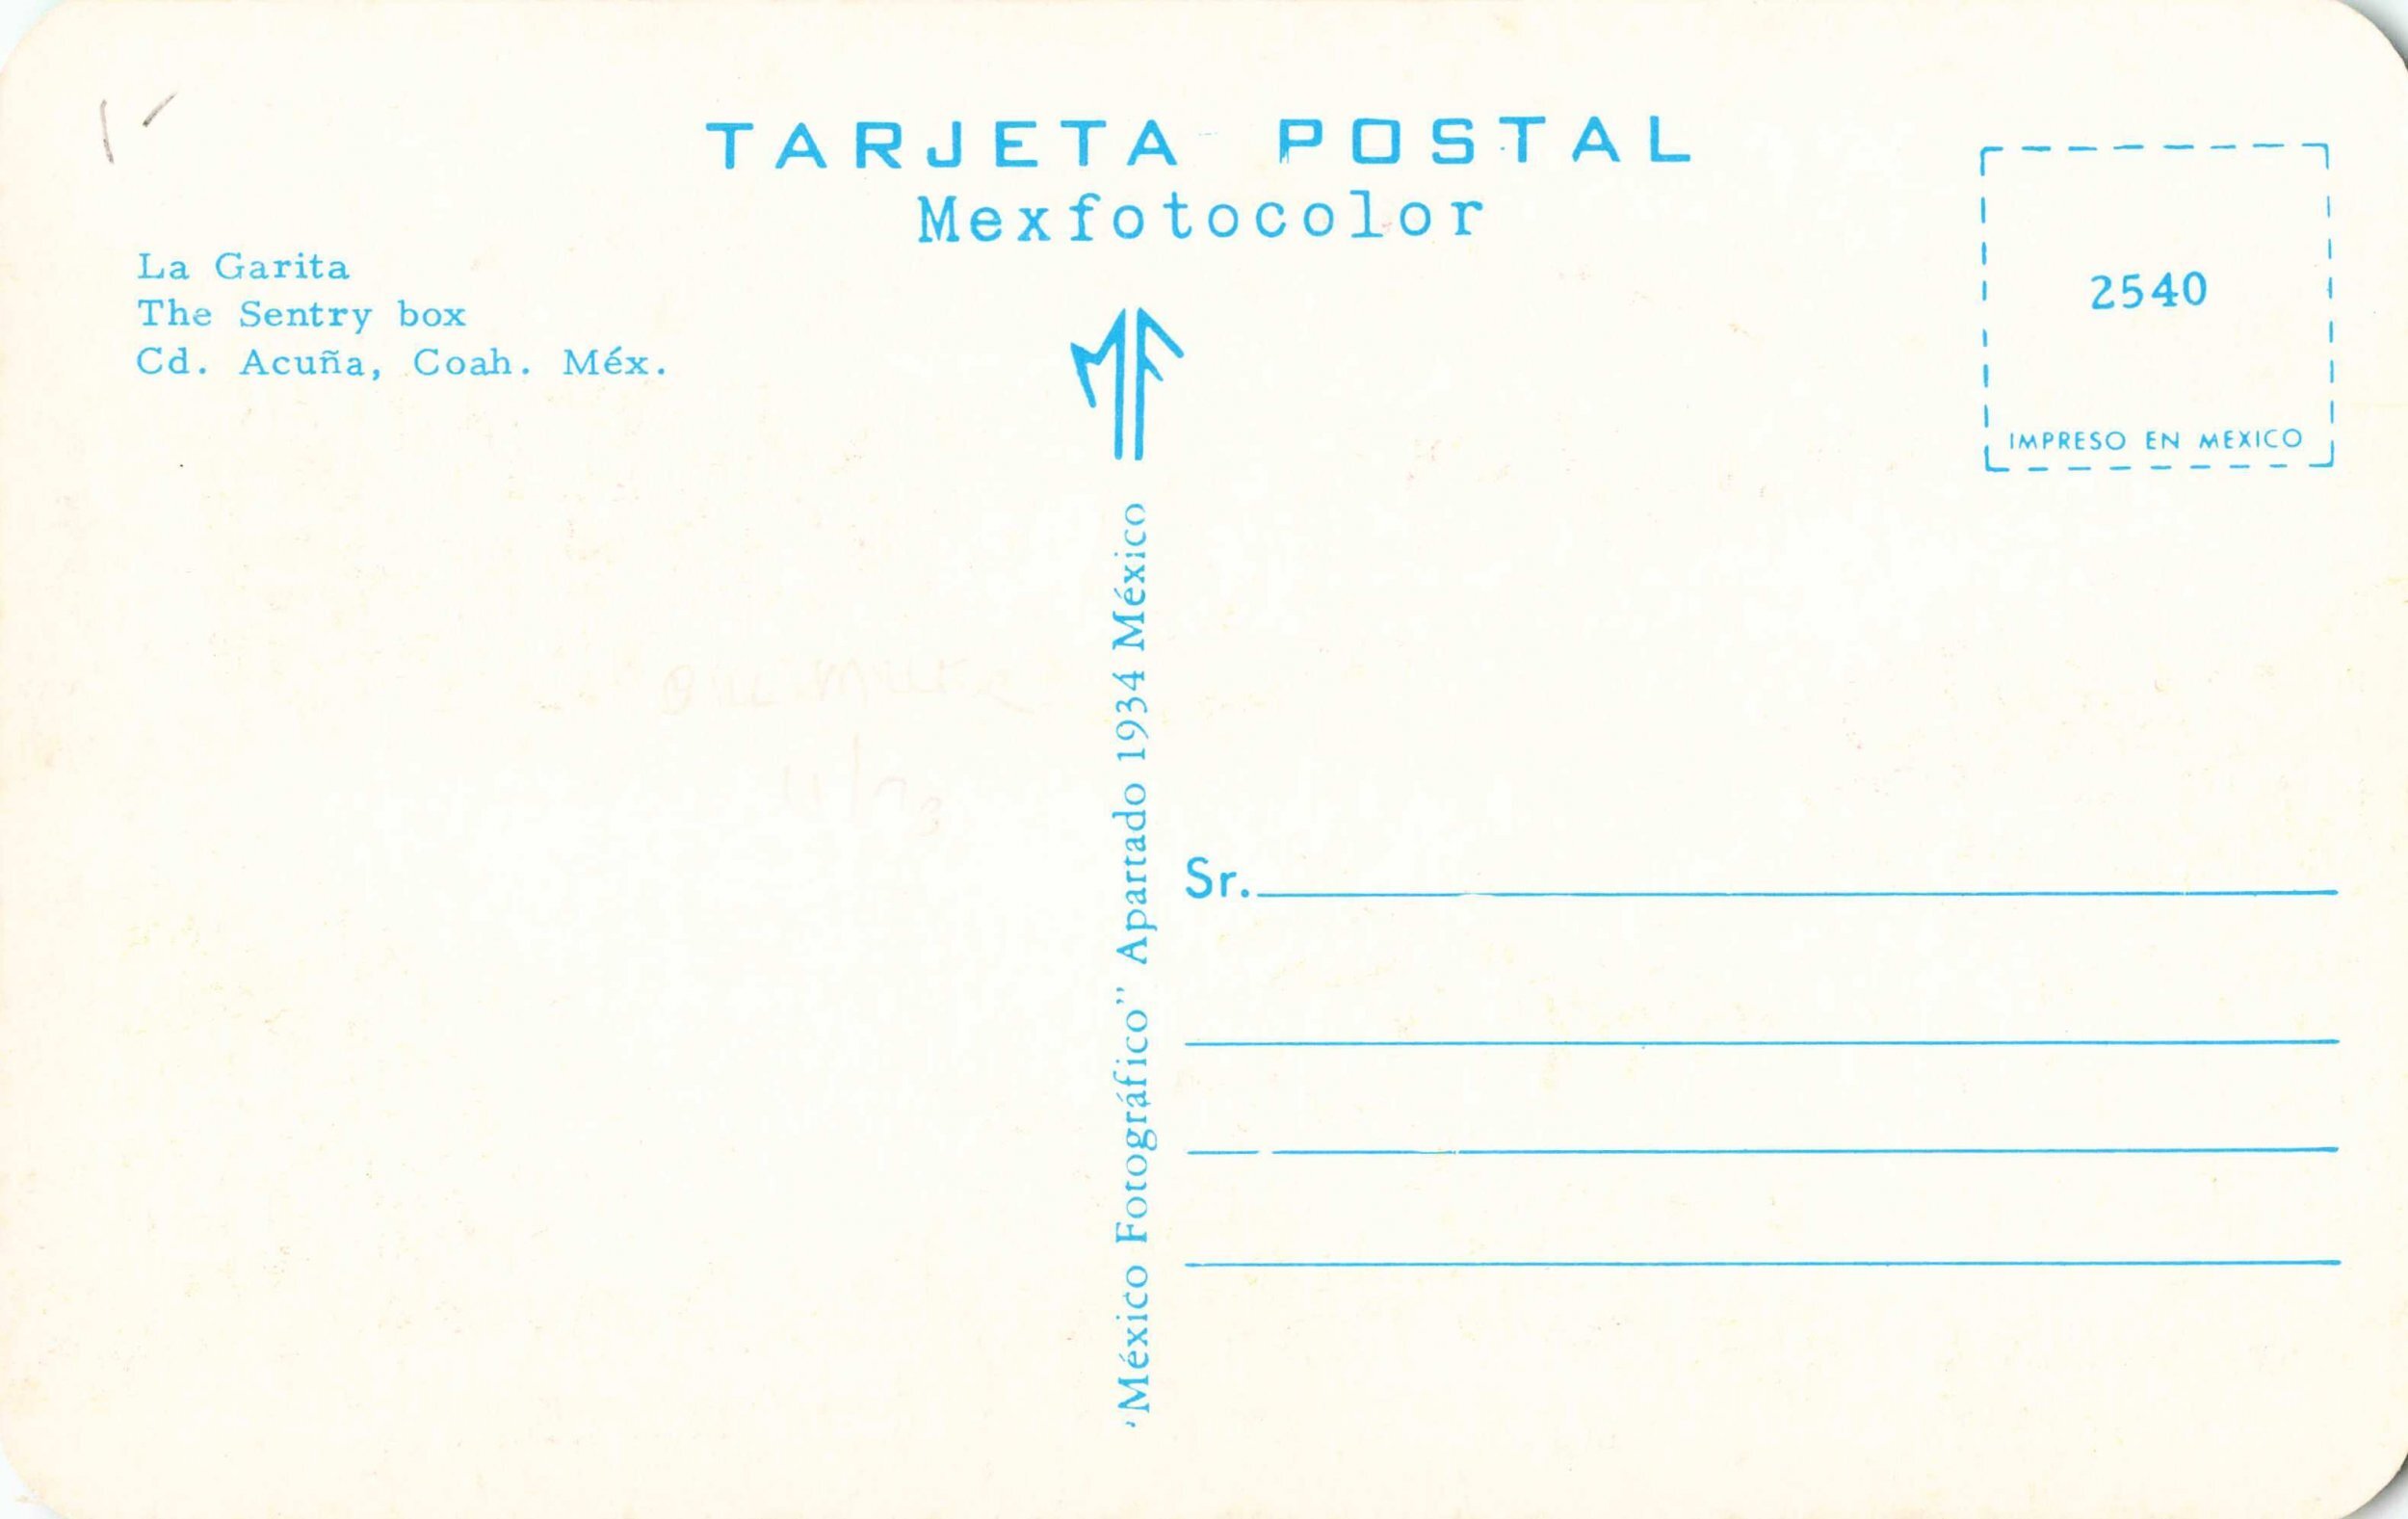 TARJETA POSTAL
Mexfotocolor
La Garita
The Sentry box
Cd. Acuña, Coah. Méx.
2540
IMPRESO EN MEXICO
MF
'México Fotográfico" Apartado 1934 México
Sr.